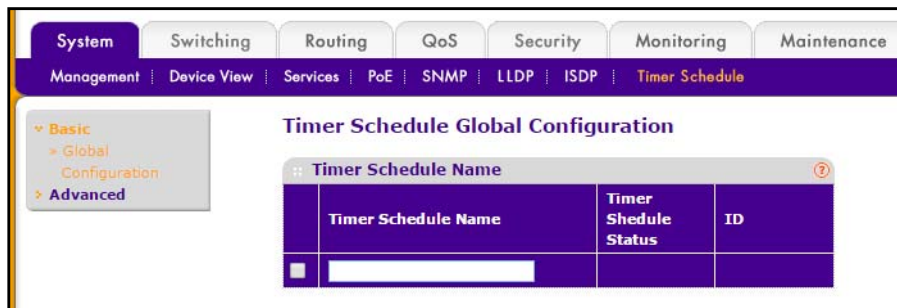 System Switching Routing QoS Security Monitoring Maintenance
Management Device View Services PoE SNMP LLDP ISDP Timer Schedule
Basic
Global
Configuration
Advanced
Timer Schedule Global Configuration
Timer Schedule Name
?
Timer Schedule Name
Timer
Shedule
Status
ID